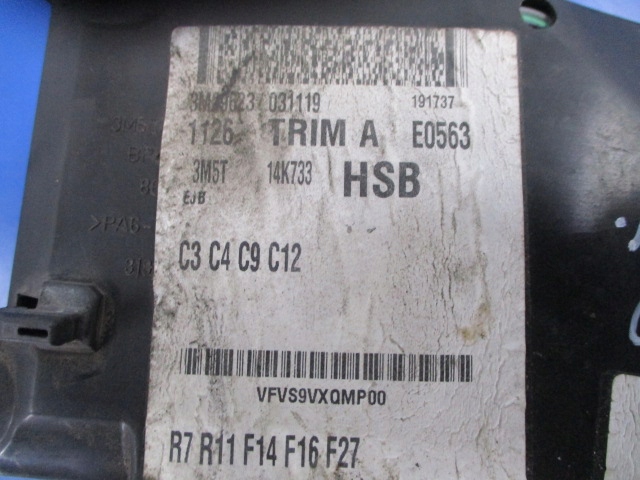 031119 191737
1126 TRIM A E0563
3M5T 14K733 HSB
EJB
>PA6-
C3 C4 C9 C12
VFVS9VXQMP00
R7 R11 F14 F16 F27